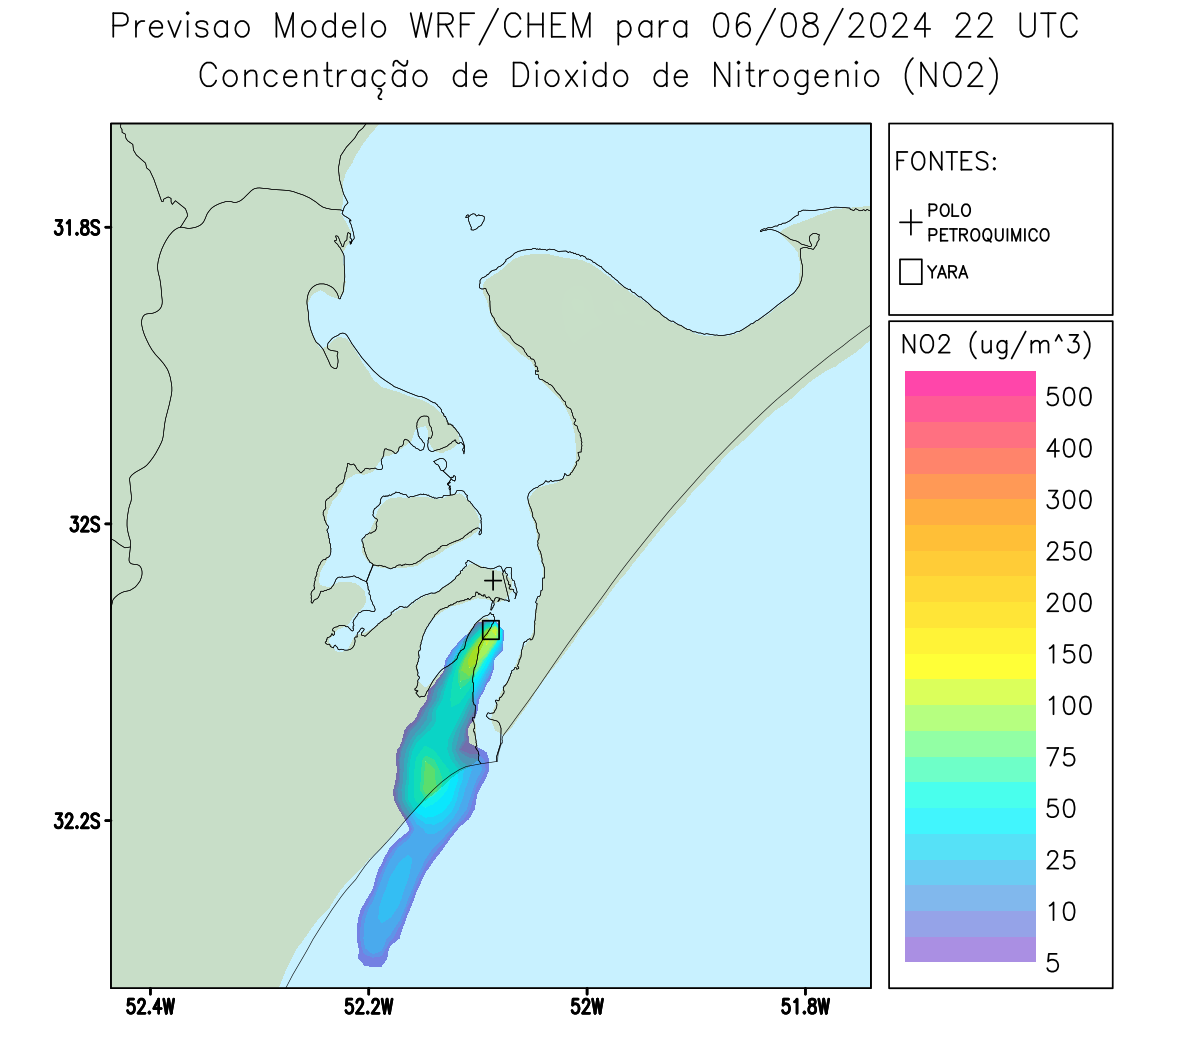 Previsao Modelo WRF/CHEM para 06/08/2024 22 UTC
Concentração de Dioxido de Nitrogenio (NO2)
FONTES:
POLO
PETROQUIMICO
YARA
NO2 (ug/m^3)
500
400
300
250
200
150
100
75
50
25
10
5
31.8S
32S
32.2S
52.4W
52.2W
52W
51.8W